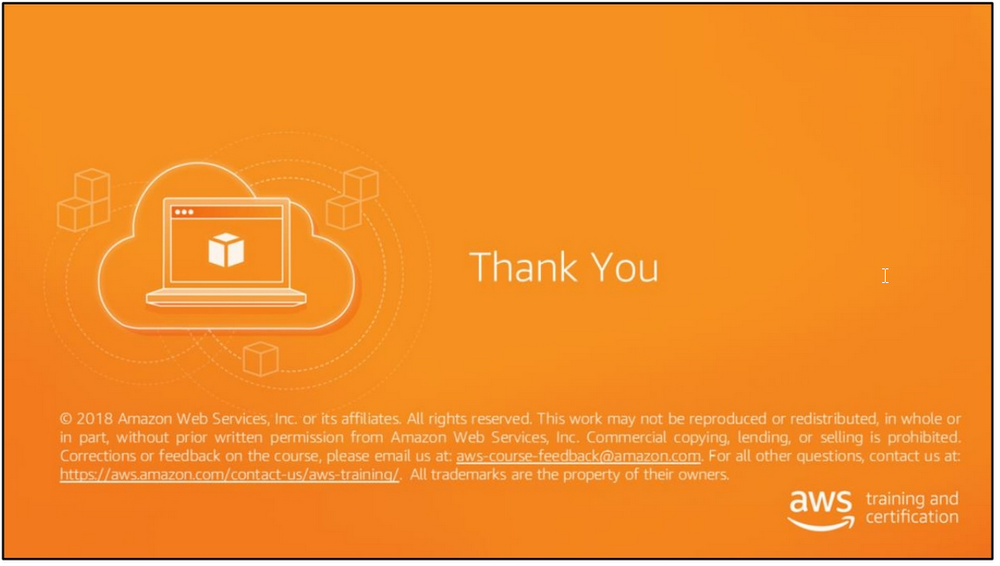 Thank You
© 2018 Amazon Web Services, Inc. or its affiliates. All rights reserved. This work may not be reproduced or redistributed, in whole or
in part, without prior written permission from Amazon Web Services, Inc. Commercial copying, lending, or selling is prohibited.
Corrections or feedback on the course, please email us at: aws-course-feedback@amazon.com. For all other questions, contact us at:
https://aws.amazon.com/contact-us/aws-training/. All trademarks are the property of their owners.
aws training and
certification